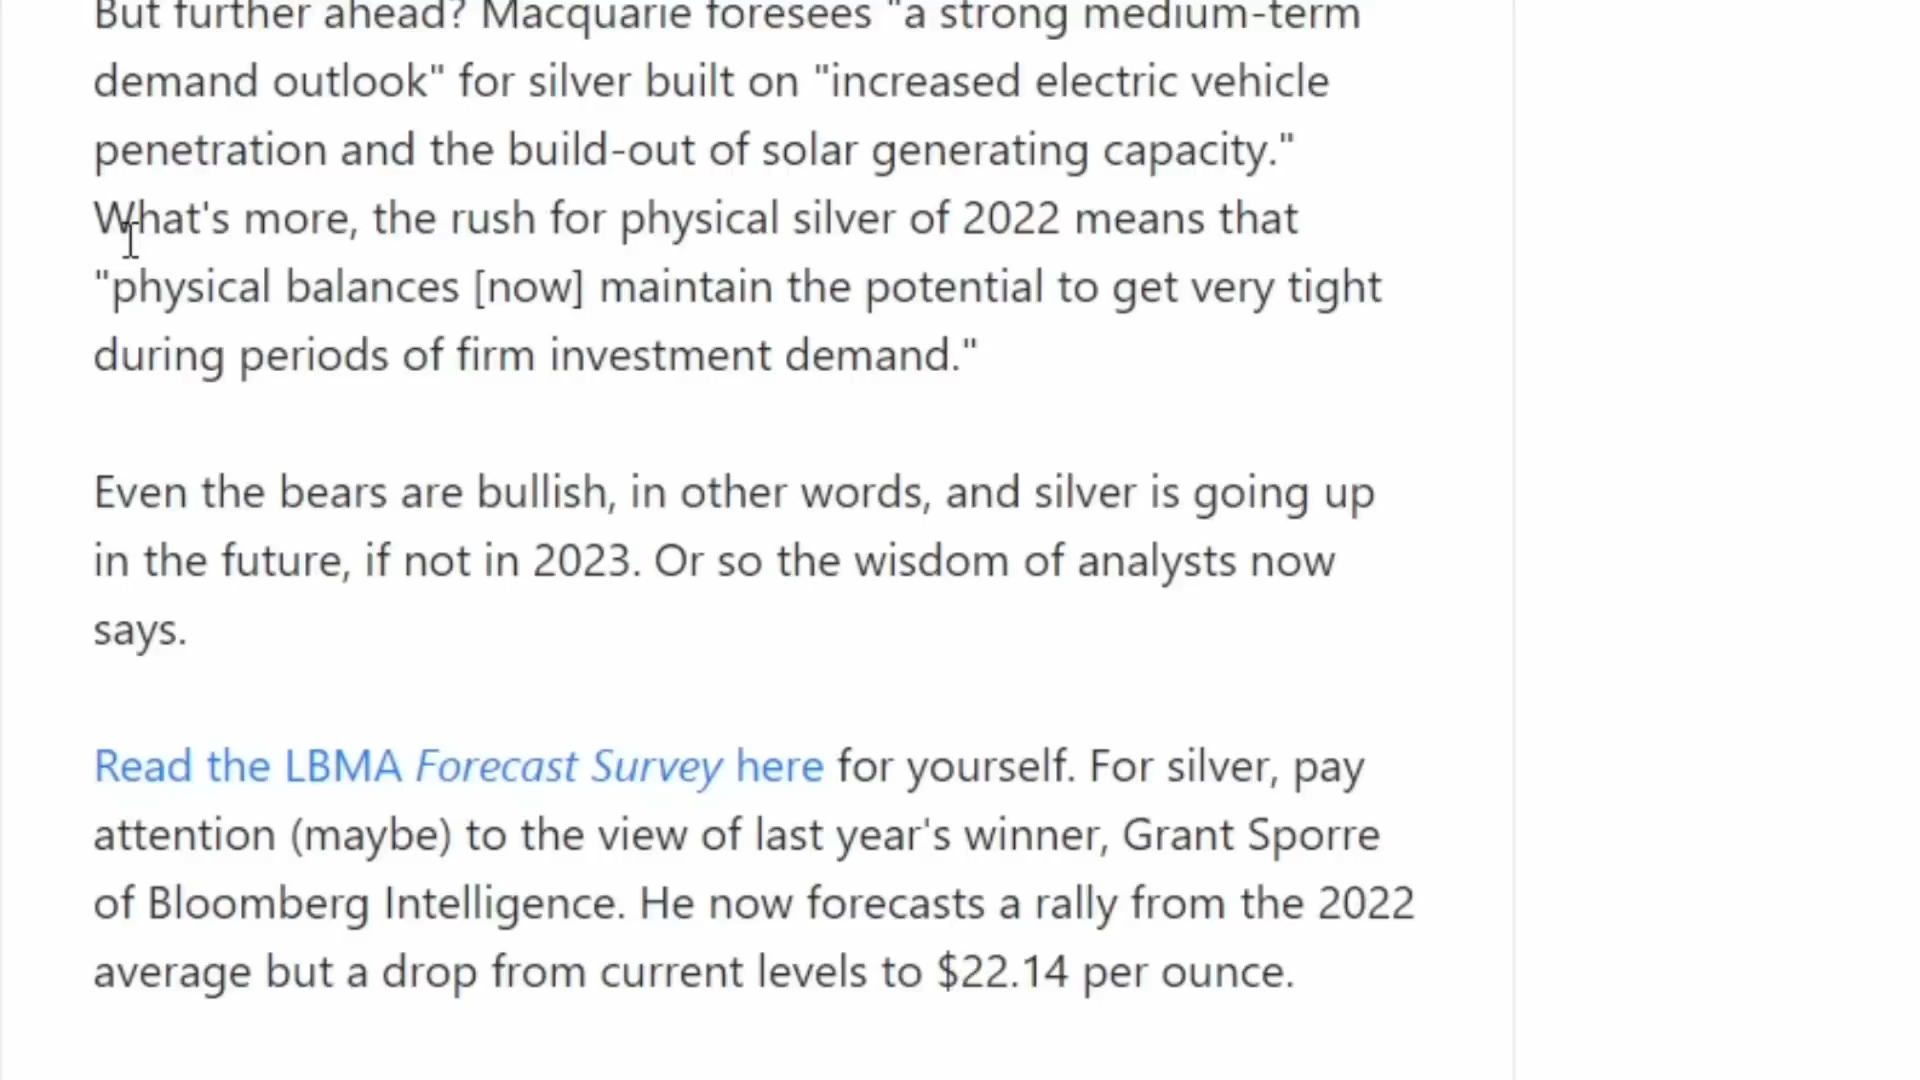 But further ahead? Macquarie foresees "a strong medium-term
demand outlook" for silver built on "increased electric vehicle
penetration and the build-out of solar generating capacity."
What's more, the rush for physical silver of 2022 means that
"physical balances [now] maintain the potential to get very tight
during periods of firm investment demand."
Even the bears are bullish, in other words, and silver is going up
in the future, if not in 2023. Or so the wisdom of analysts now
says.
Read the LBMA Forecast Survey here for yourself. For silver, pay
attention (maybe) to the view of last year's winner, Grant Sporre
of Bloomberg Intelligence. He now forecasts a rally from the 2022
average but a drop from current levels to $22.14 per ounce.